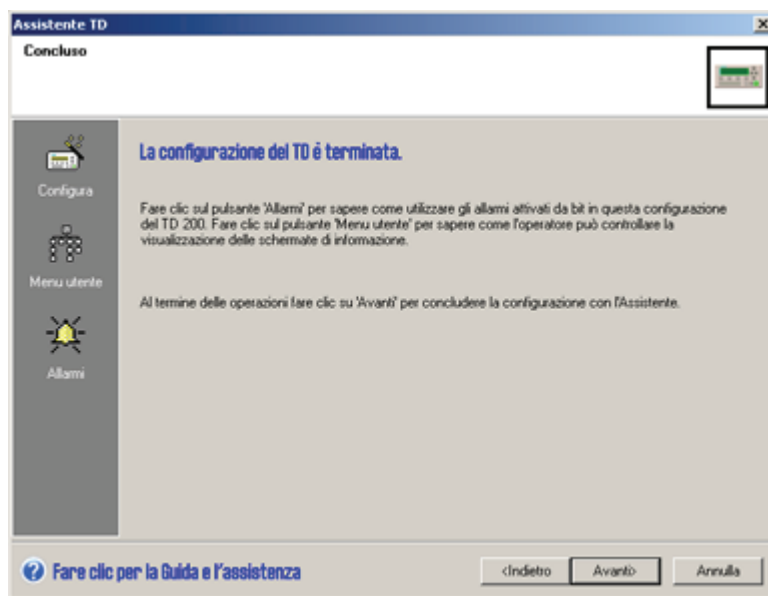 Assistente TD
Concluso
La configurazione del TD é terminata.
Configura
Fare clic sul pulsante 'Allarmi' per sapere come utilizzare gli allarmi attivati da bit in questa configurazione
del TD 200. Fare clic sul pulsante 'Menu utente' per sapere come l'operatore può controllare la
visualizzazione delle schermate di informazione.
Menu utente
Al termine delle operazioni fare clic su 'Avanti' per concludere la configurazione con l'Assistente.
Allarmi
Fare clic per la Guida e l'assistenza
<Indietro
Avanti>
Annulla